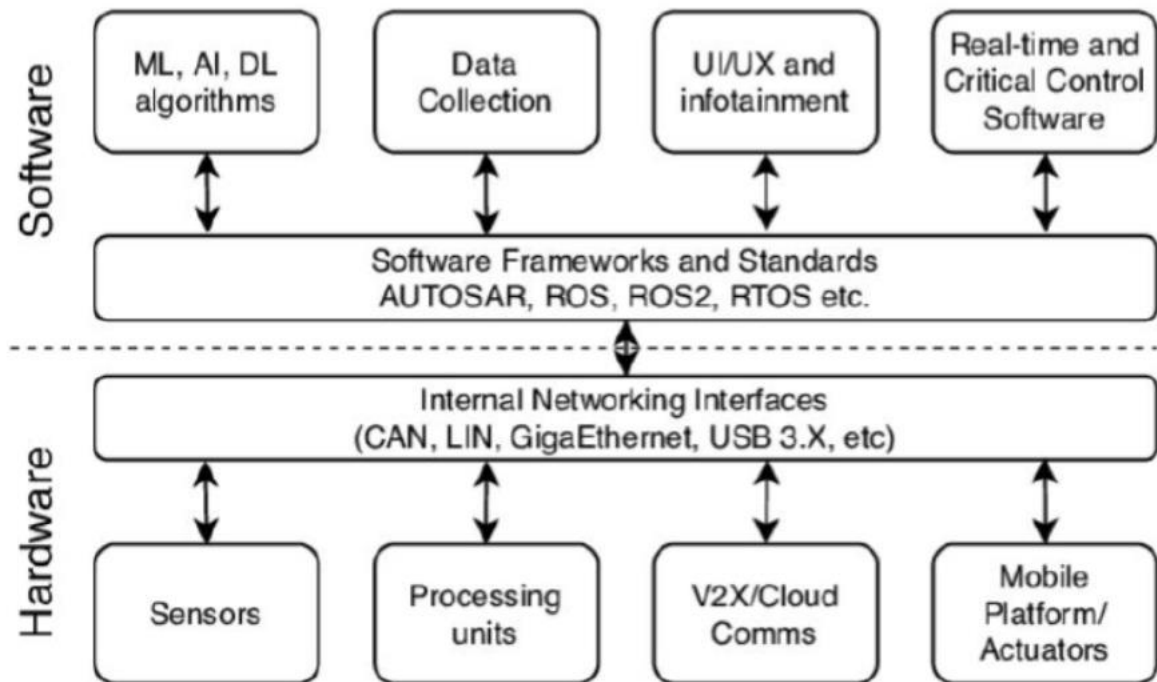 Software
ML, AI, DL
algorithms
Data
Collection
UI/UX and
infotainment
Real-time and
Critical Control
Software
Software Frameworks and Standards
AUTOSAR, ROS, ROS2, RTOS etc.
Hardware
Internal Networking Interfaces
(CAN, LIN, GigaEthernet, USB 3.X, etc)
Sensors
Processing
units
V2X/Cloud
Comms
Mobile
Platform/
Actuators